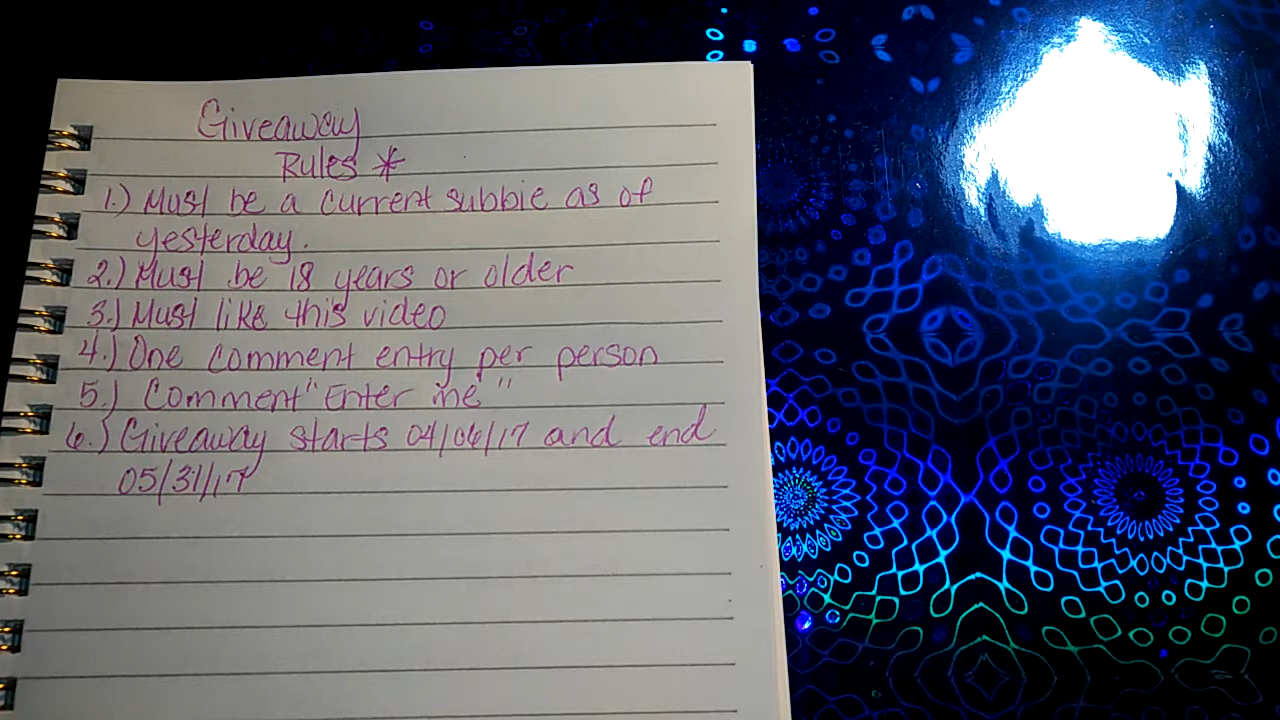 Giveaway
Rules *
1.) Must be a current subbie as of
yesterday.
2.) Must be 18 years or older
3.) Must like this video
4.) One comment entry per person
5.) Comment "Enter me"
6.) Giveaway starts 04/06/17 and end
05/31/17